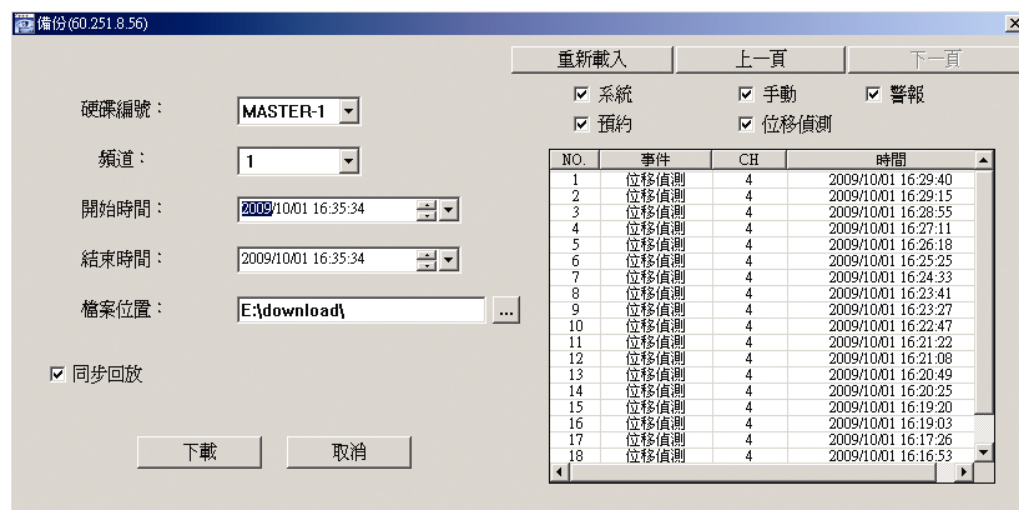 備份(60.251.8.56)
重新載入 上一頁 下一頁
系統 手動 警報
預約 位移偵測
硬碟編號： MASTER-1
頻道： 1
開始時間： 2009/10/01 16:35:34
結束時間： 2009/10/01 16:35:34
檔案位置： E:\download\ ...
同步回放
下載 取消
NO. 事件 CH 時間
1 位移偵測 4 2009/10/01 16:29:40
2 位移偵測 4 2009/10/01 16:29:15
3 位移偵測 4 2009/10/01 16:28:55
4 位移偵測 4 2009/10/01 16:27:11
5 位移偵測 4 2009/10/01 16:26:18
6 位移偵測 4 2009/10/01 16:25:25
7 位移偵測 4 2009/10/01 16:24:33
8 位移偵測 4 2009/10/01 16:23:41
9 位移偵測 4 2009/10/01 16:23:27
10 位移偵測 4 2009/10/01 16:22:47
11 位移偵測 4 2009/10/01 16:21:22
12 位移偵測 4 2009/10/01 16:21:08
13 位移偵測 4 2009/10/01 16:20:49
14 位移偵測 4 2009/10/01 16:20:25
15 位移偵測 4 2009/10/01 16:19:20
16 位移偵測 4 2009/10/01 16:19:03
17 位移偵測 4 2009/10/01 16:17:26
18 位移偵測 4 2009/10/01 16:16:53